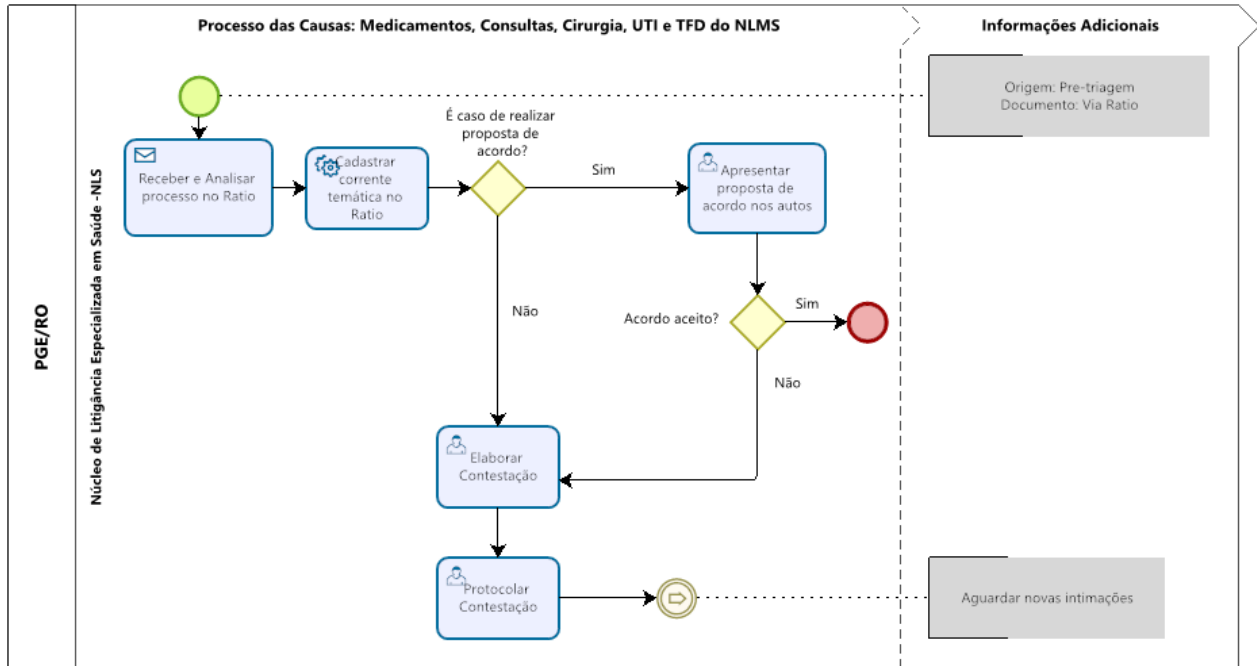 Processo das Causas: Medicamentos, Consultas, Cirurgia, UTI e TFD do NLMS
Informações Adicionais
PGE/RO
Núcleo de Litigância Especializada em Saúde -NLS
Origem: Pre-triagem
Documento: Via Ratio
É caso de realizar
proposta de
acordo?
Receber e Analisar
processo no Ratio
Cadastrar
corrente
temática no
Ratio
Sim
Apresentar
proposta de
acordo nos autos
Não
Acordo aceito?
Sim
Não
Elaborar
Contestação
Protocolar
Contestação
Aguardar novas intimações